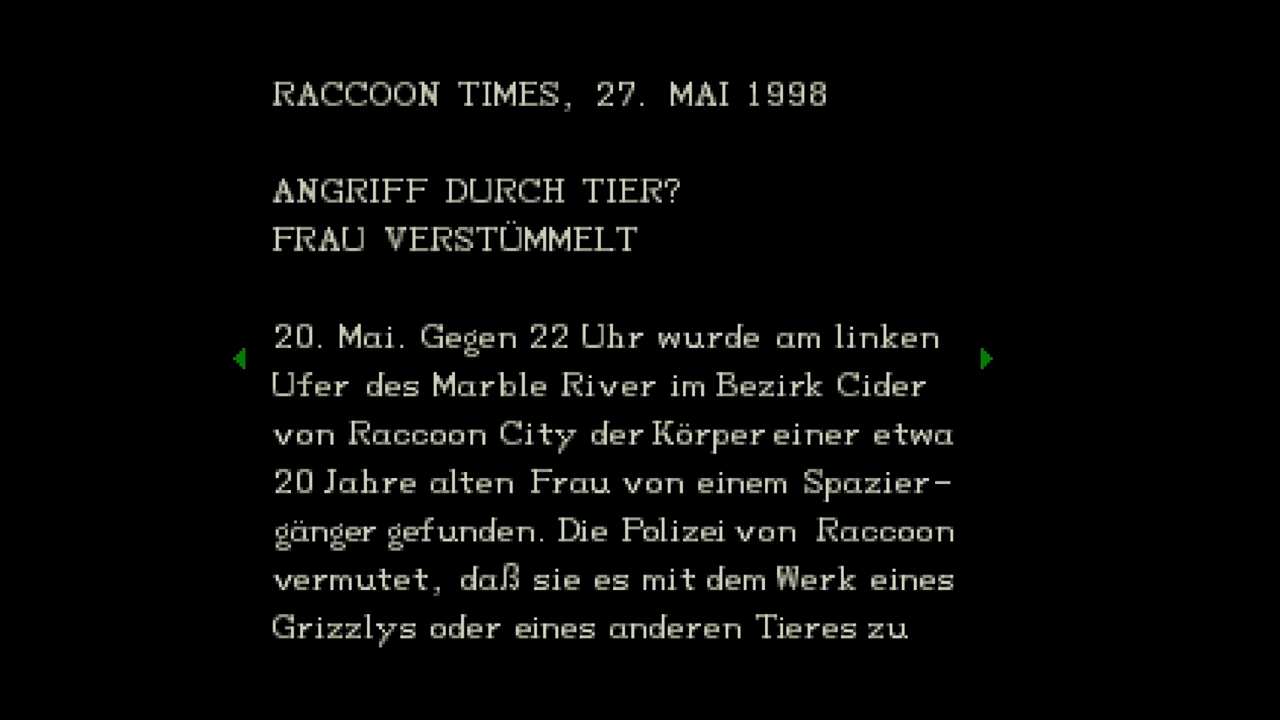 RACCOON TIMES, 27. MAI 1998
ANGRIFF DURCH TIER?
FRAU VERSTÜMMELT
20. Mai. Gegen 22 Uhr wurde am linken
Ufer des Marble River im Bezirk Cider
von Raccoon City der Körper einer etwa
20 Jahre alten Frau von einem Spazier-
gänger gefunden. Die Polizei von Raccoon
vermutet, daß sie es mit dem Werk eines
Grizzlys oder eines anderen Tieres zu